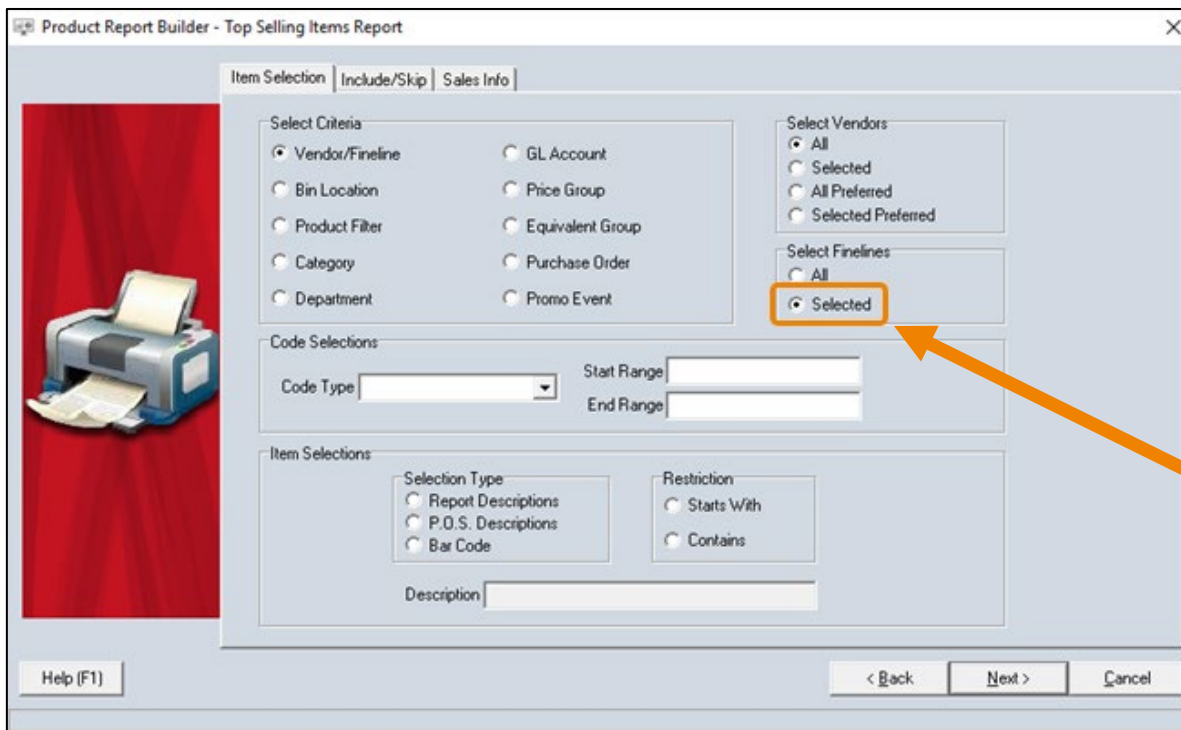 Product Report Builder - Top Selling Items Report
Item Selection Include/Skip Sales Info
Select Criteria
Vendor/Fineline GL Account
Bin Location Price Group
Product Filter Equivalent Group
Category Purchase Order
Department Promo Event
Select Vendors
All
Selected
All Preferred
Selected Preferred
Select Finelines
All
Selected
Code Selections
Code Type
Start Range
End Range
Item Selections
Selection Type
Report Descriptions
P.O.S. Descriptions
Bar Code
Restriction
Starts With
Contains
Description
Help (F1) < Back Next > Cancel